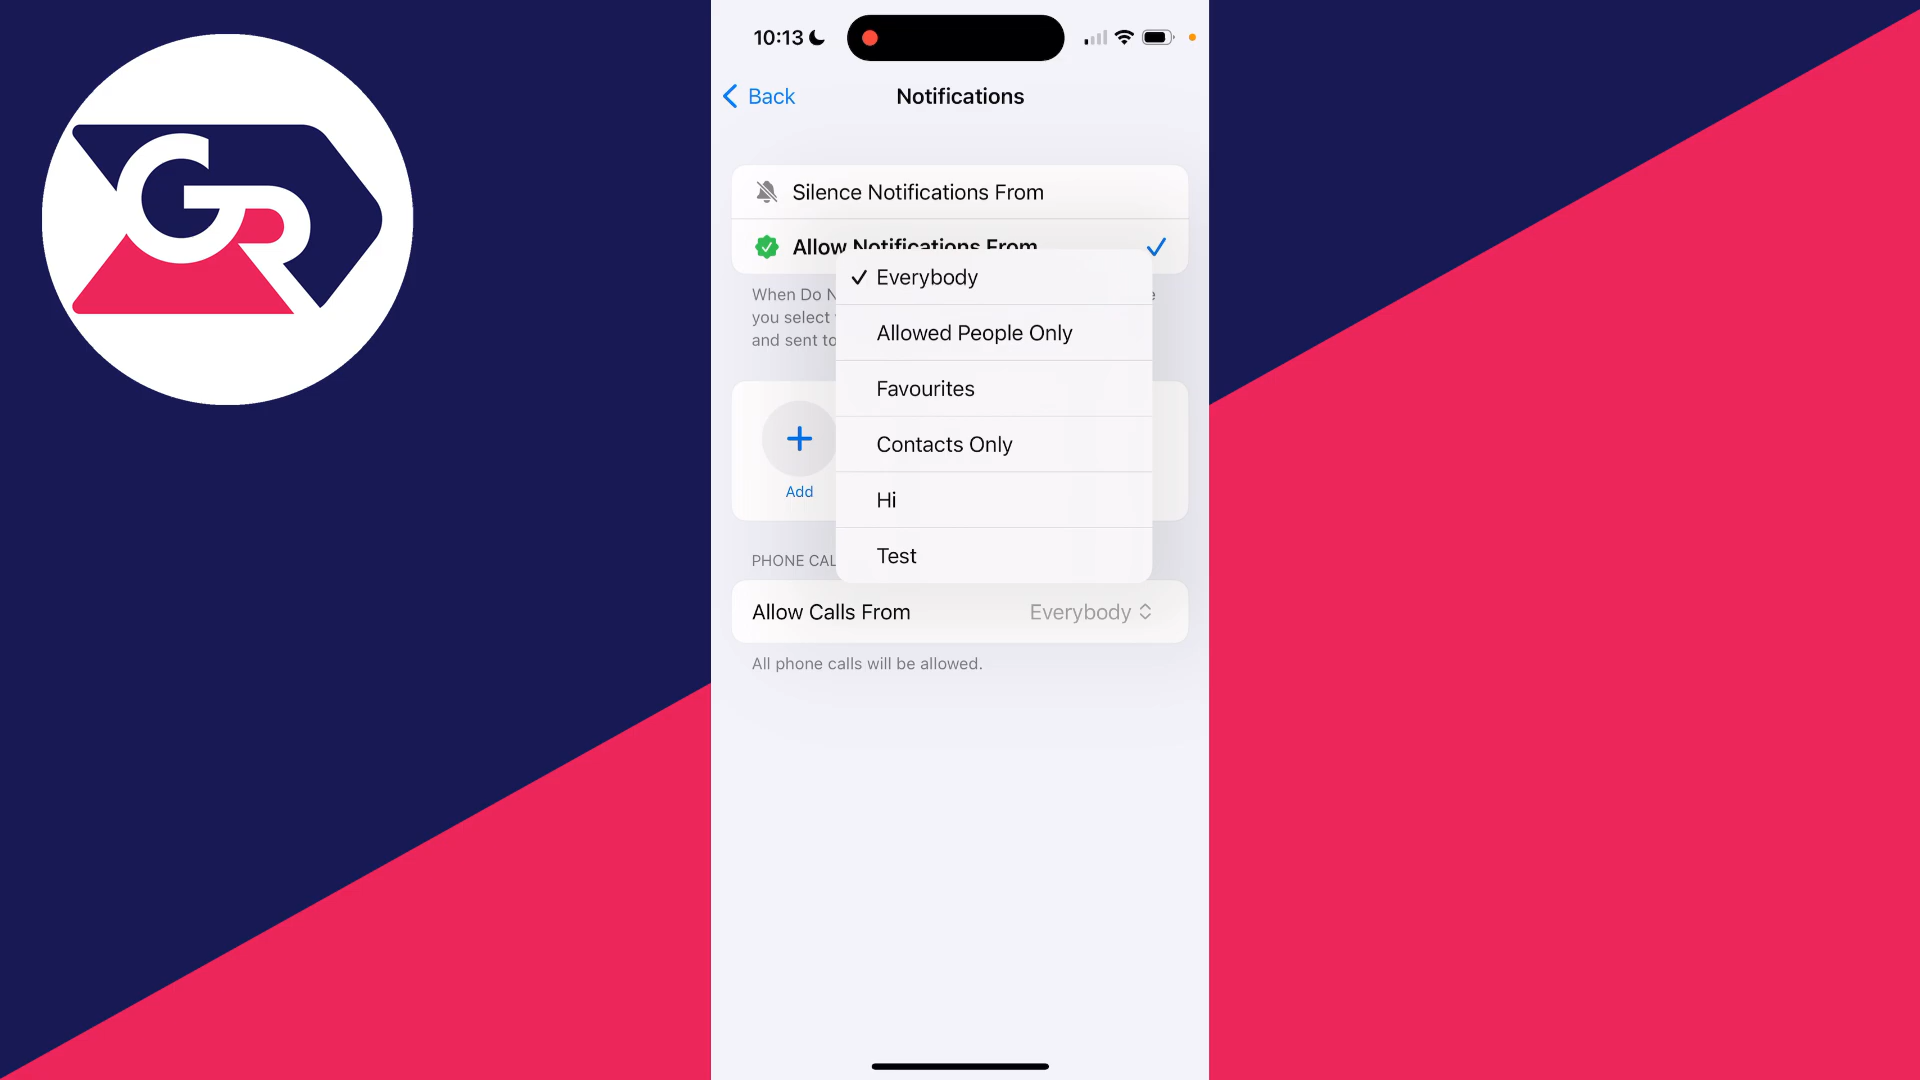 GR
10:13
Back
Notifications
Silence Notifications From
Allow Notifications From
Everybody
Allowed People Only
Favourites
Contacts Only
Hi
Test
When Do
you select
and sent to
Add
PHONE
Allow Calls From Everybody
All phone calls will be allowed.